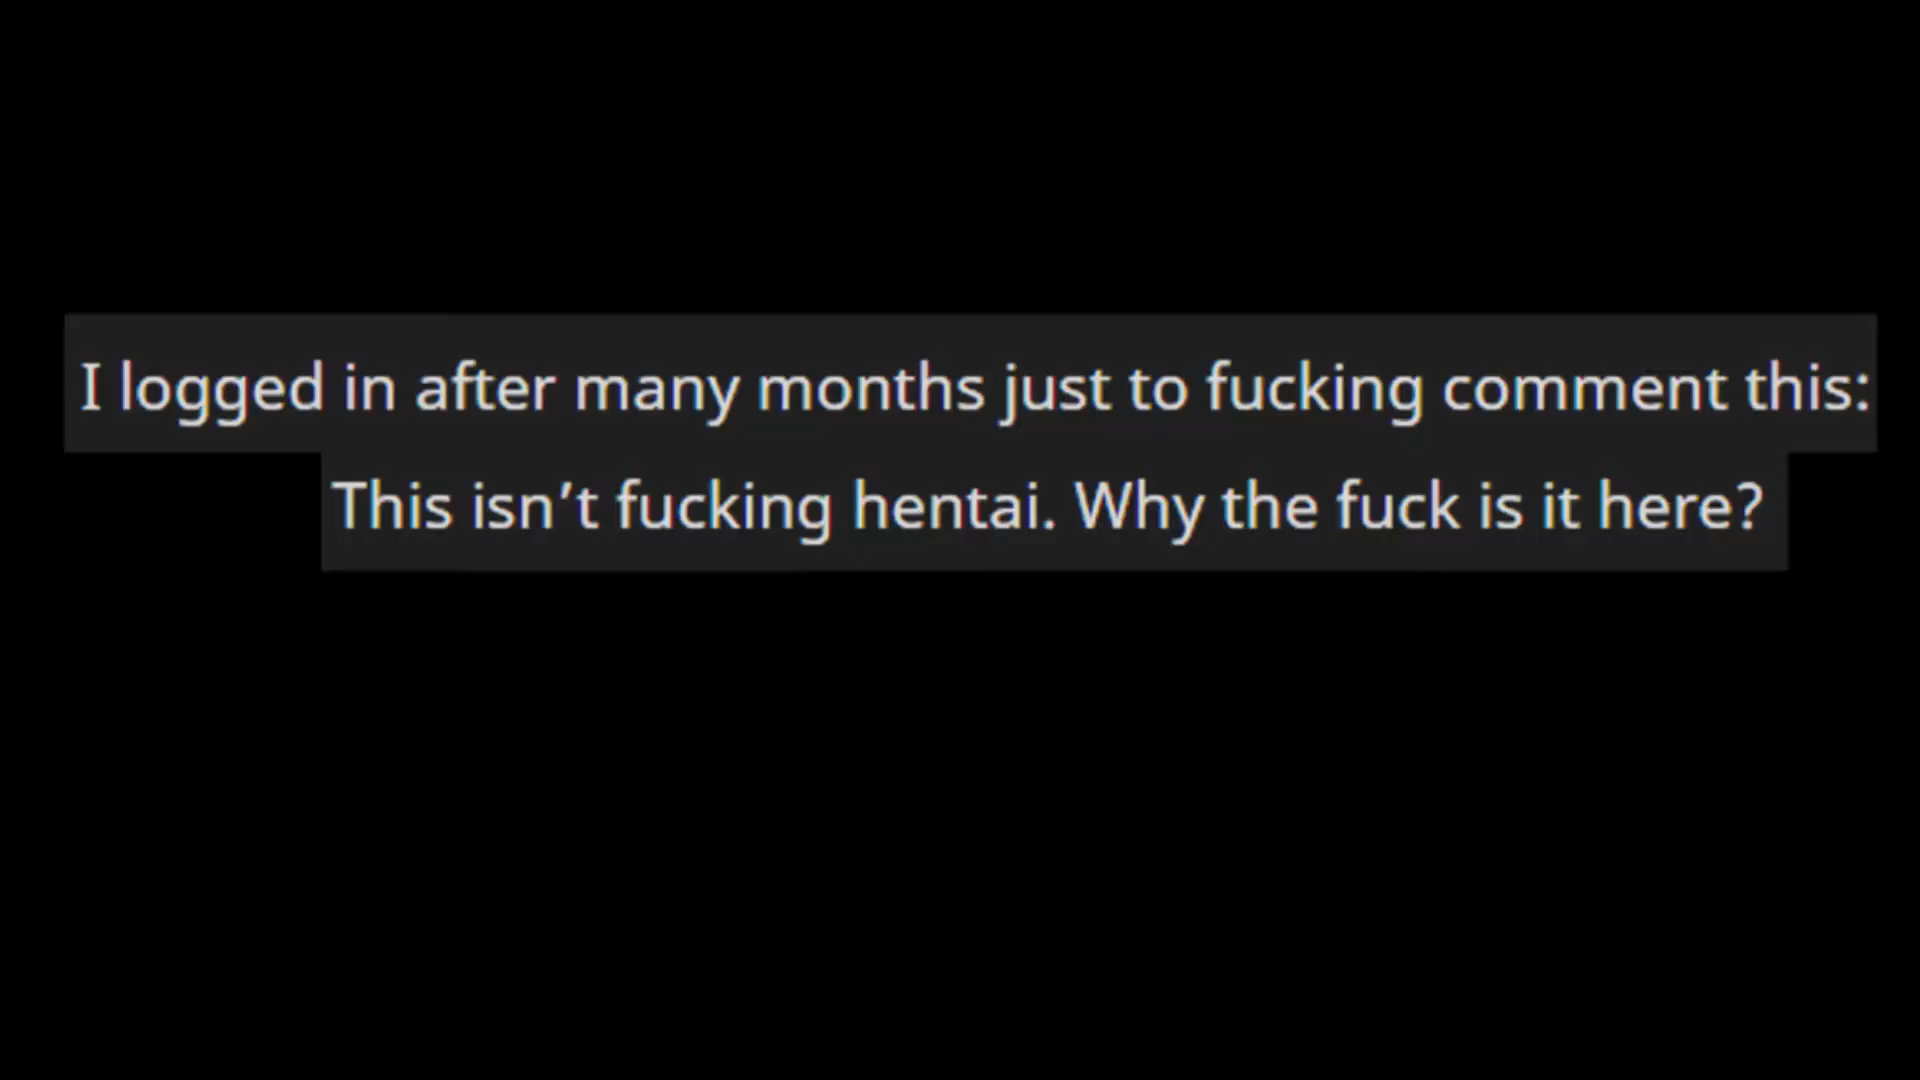 I logged in after many months just to fucking comment this:
This isn’t fucking hentai. Why the fuck is it here?